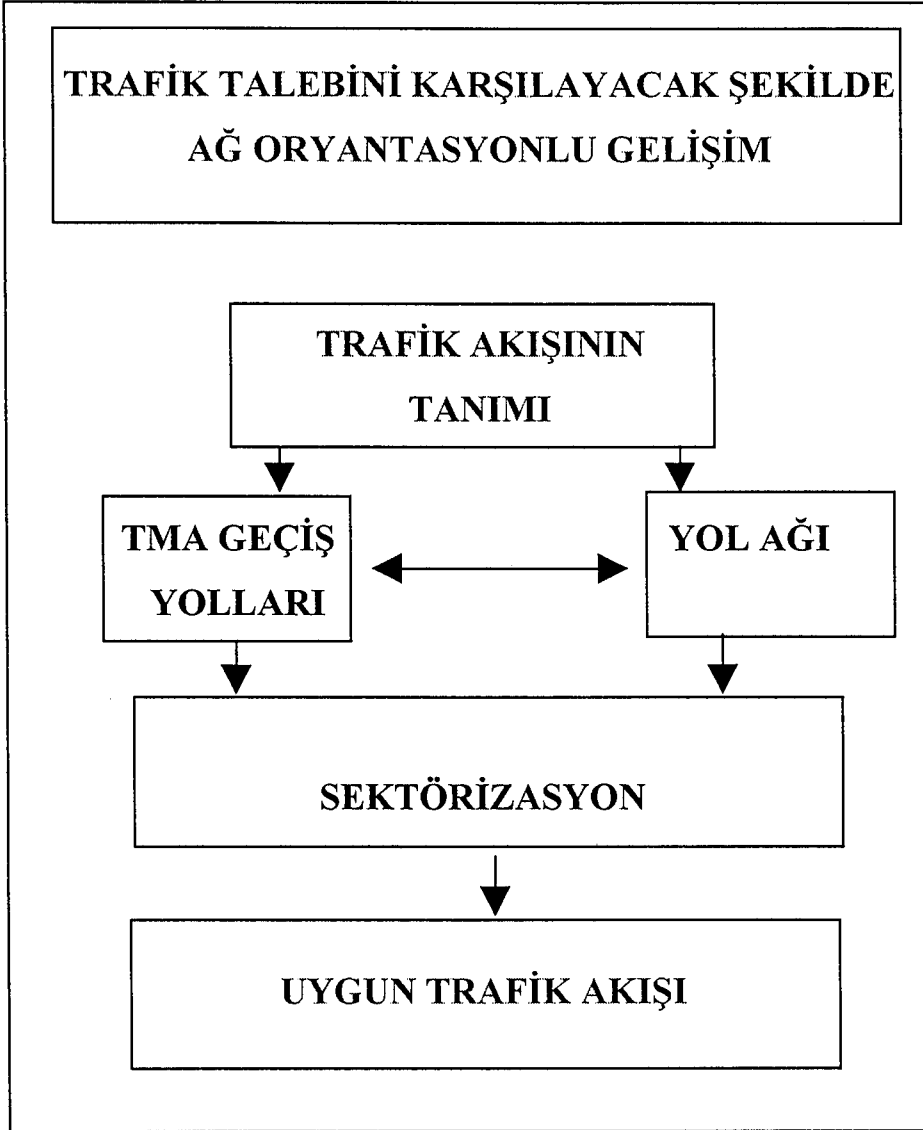 TRAFİK TALEBİNİ KARŞILAYACAK ŞEKİLDE
AĞ ORYANTASYONLU GELİŞİM
TRAFİK AKIŞININ
TANIMI
TMA GEÇİŞ
YOLLARI
YOL AĞI
SEKTÖRİZASYON
UYGUN TRAFİK AKIŞI